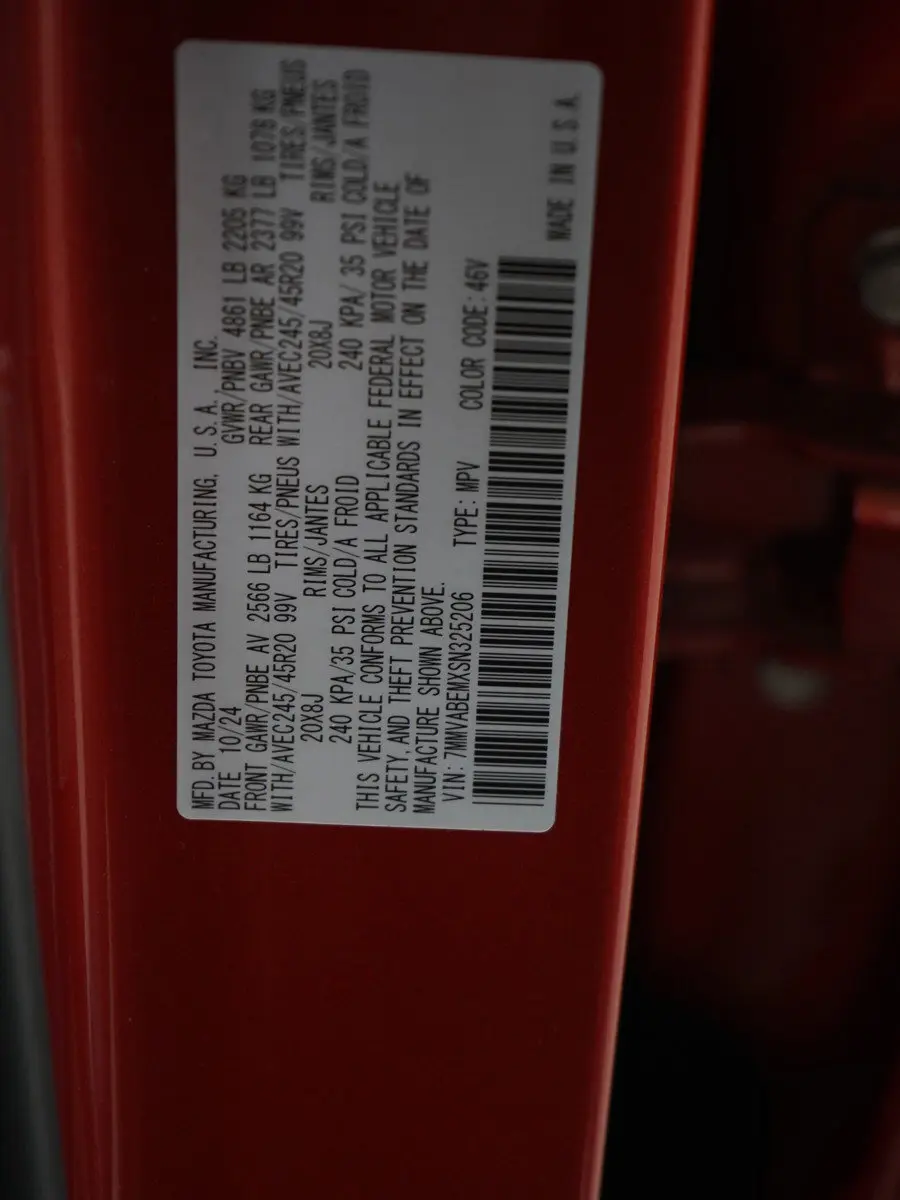 MFD. BY MAZDA TOYOTA MANUFACTURING, U.S.A. INC.
DATE 10/24 GVWR/PNBV 4861 LB 2205 KG
FRONT GAWR/PNBE AV 2566 LB 1164 KG REAR GAWR/PNBE AR 2377 LB 1078 KG
WITH/AVEC245/45R20 99V TIRES/PNEUS WITH/AVEC245/45R20 99V TIRES/PNEUS
20X8J RIMS/JANTES 20X8J RIMS/JANTES
240 KPA/35 PSI COLD/A FROID 240 KPA/ 35 PSI COLD/A FROID
THIS VEHICLE CONFORMS TO ALL APPLICABLE FEDERAL MOTOR VEHICLE
SAFETY, AND THEFT PREVENTION STANDARDS IN EFFECT ON THE DATE OF
MANUFACTURE SHOWN ABOVE.
VIN: 7MMVABEMXSN325206 TYPE: MPV COLOR CODE: 46V
MADE IN U.S.A.